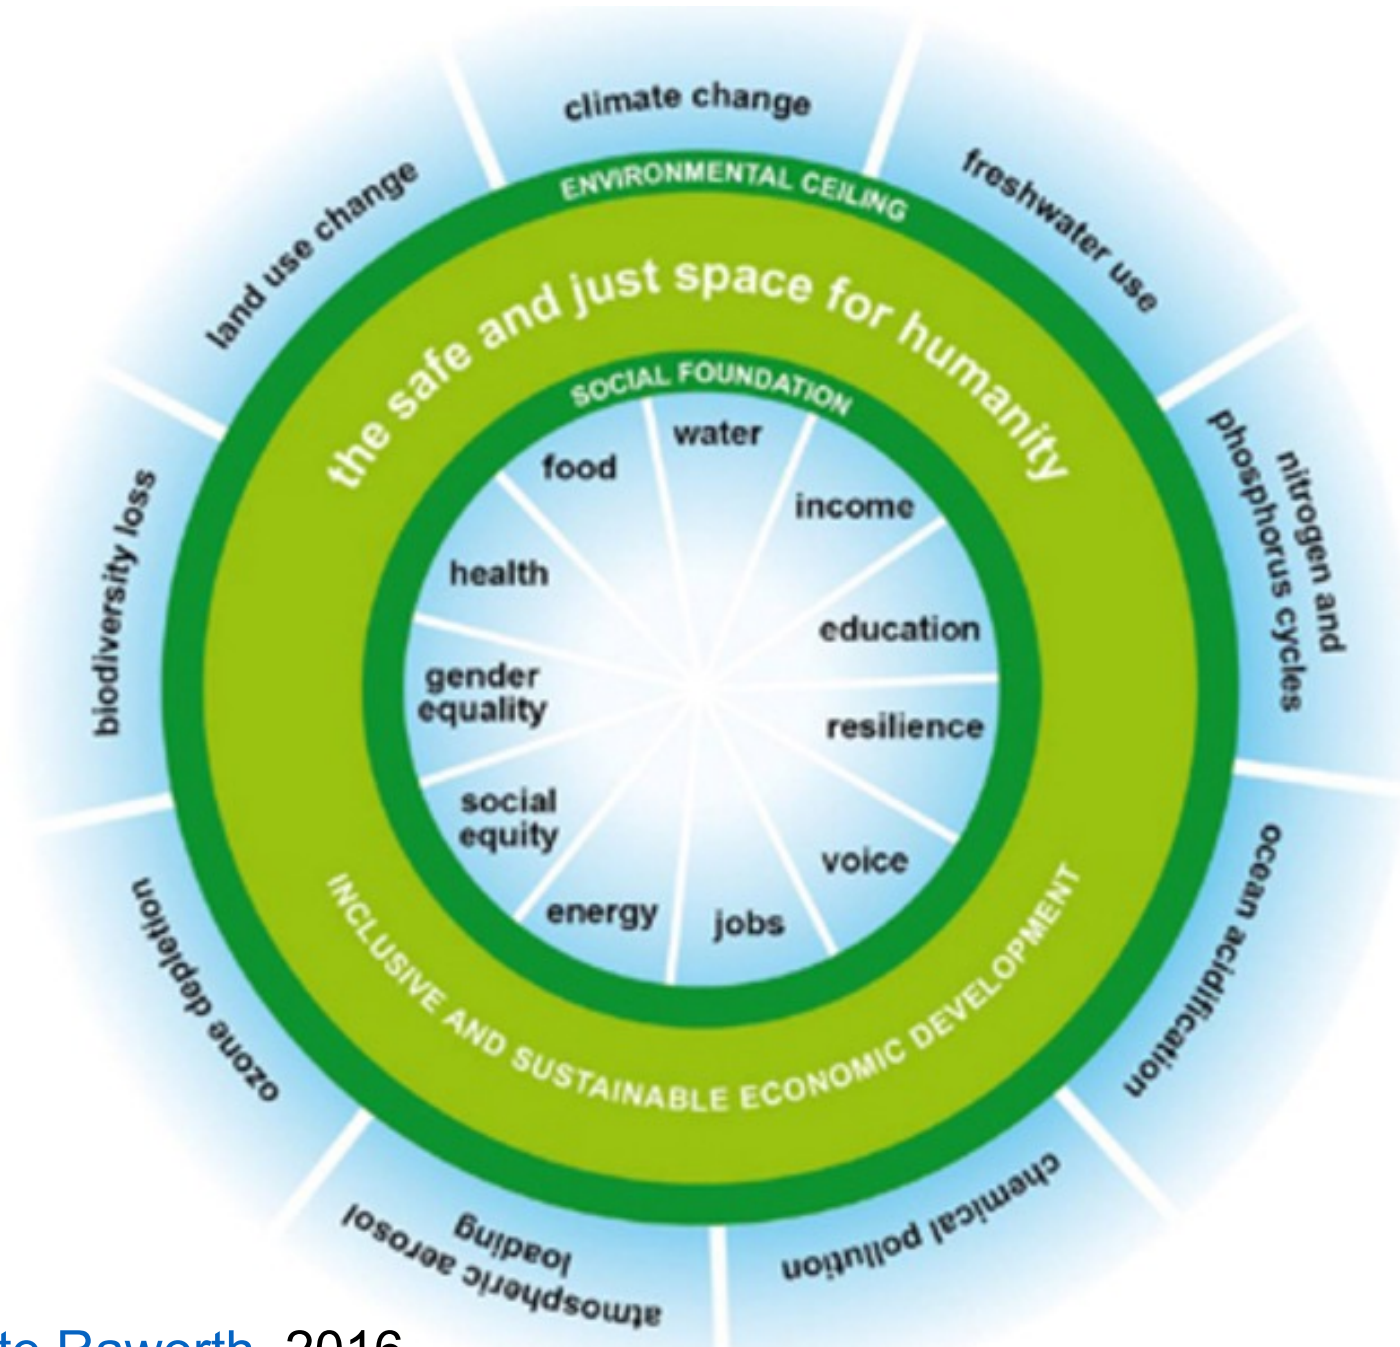 climate change
freshwater use
nitrogen and
phosphorus cycles
ocean acidification
chemical pollution
atmospheric aerosol
loading
ozone depletion
biodiversity loss
land use change
ENVIRONMENTAL CEILING
the safe and just space for humanity
SOCIAL FOUNDATION
water
income
education
resilience
voice
jobs
energy
social
equity
gender
equality
health
food
INCLUSIVE AND SUSTAINABLE ECONOMIC DEVELOPMENT
Raworth, 2016